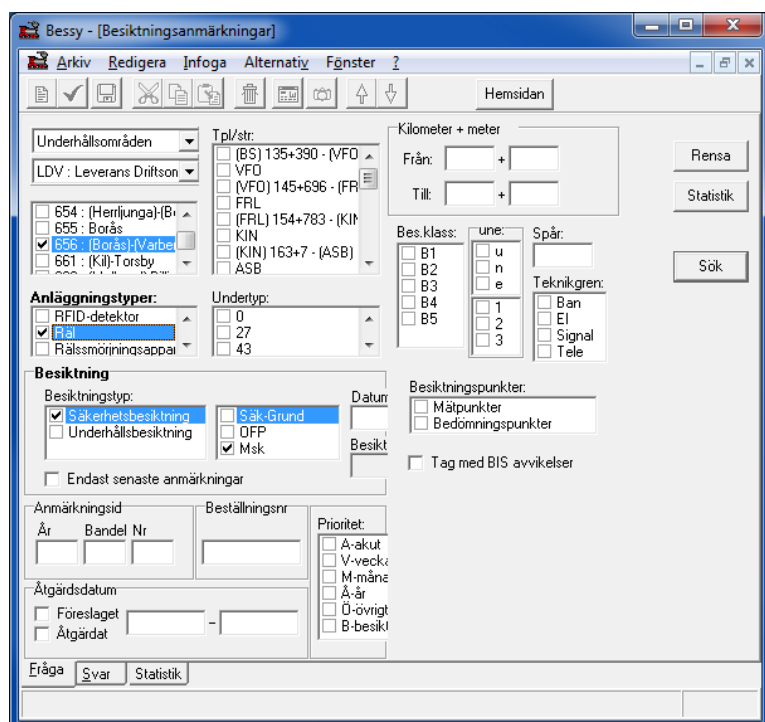 Bessy - [Besiktningsanmärkningar]
Arkiv Redigera Infoga Alternativ Fönster ?
Hemsidan
Underhållsområden
LDV : Leverans Driftson
654 : (Herrljunga)-(B
655 : Borås
656 : (Borås)-(Varber
661 : (Kil)-Torsby
Tpl/str:
(BS) 135+390 - (VFO
VFO
(VFO) 145+696 - (FR
FRL
(FRL) 154+783 - (KIN
KIN
(KIN) 163+7 - (ASB)
ASB
Kilometer + meter
Från: +
Till: +
Rensa
Statistik
Sök
Bes.klass:
B1
B2
B3
B4
B5
une:
u
n
e
1
2
3
Spår:
Teknikgren:
Ban
El
Signal
Tele
Anläggningstyper:
RFID-detektor
Räl
Rälssmörjningsappar
Undertyp:
0
27
43
Besiktning
Besiktningstyp:
Säkerhetsbesiktning
Underhållsbesiktning
Säk-Grund
OFP
Msk
Datum
Besikt
Endast senaste anmärkningar
Besiktningspunkter:
Mätpunkter
Bedömningspunkter
Tag med BIS avvikelser
Anmärkningsid
År Bandel Nr
Beställningsnr
Prioritet:
A-akut
V-vecka
M-måna
Å-år
Ö-övrigt
B-besikt
Åtgärdsdatum
Föreslaget
Åtgärdat
–
Fråga Svar Statistik